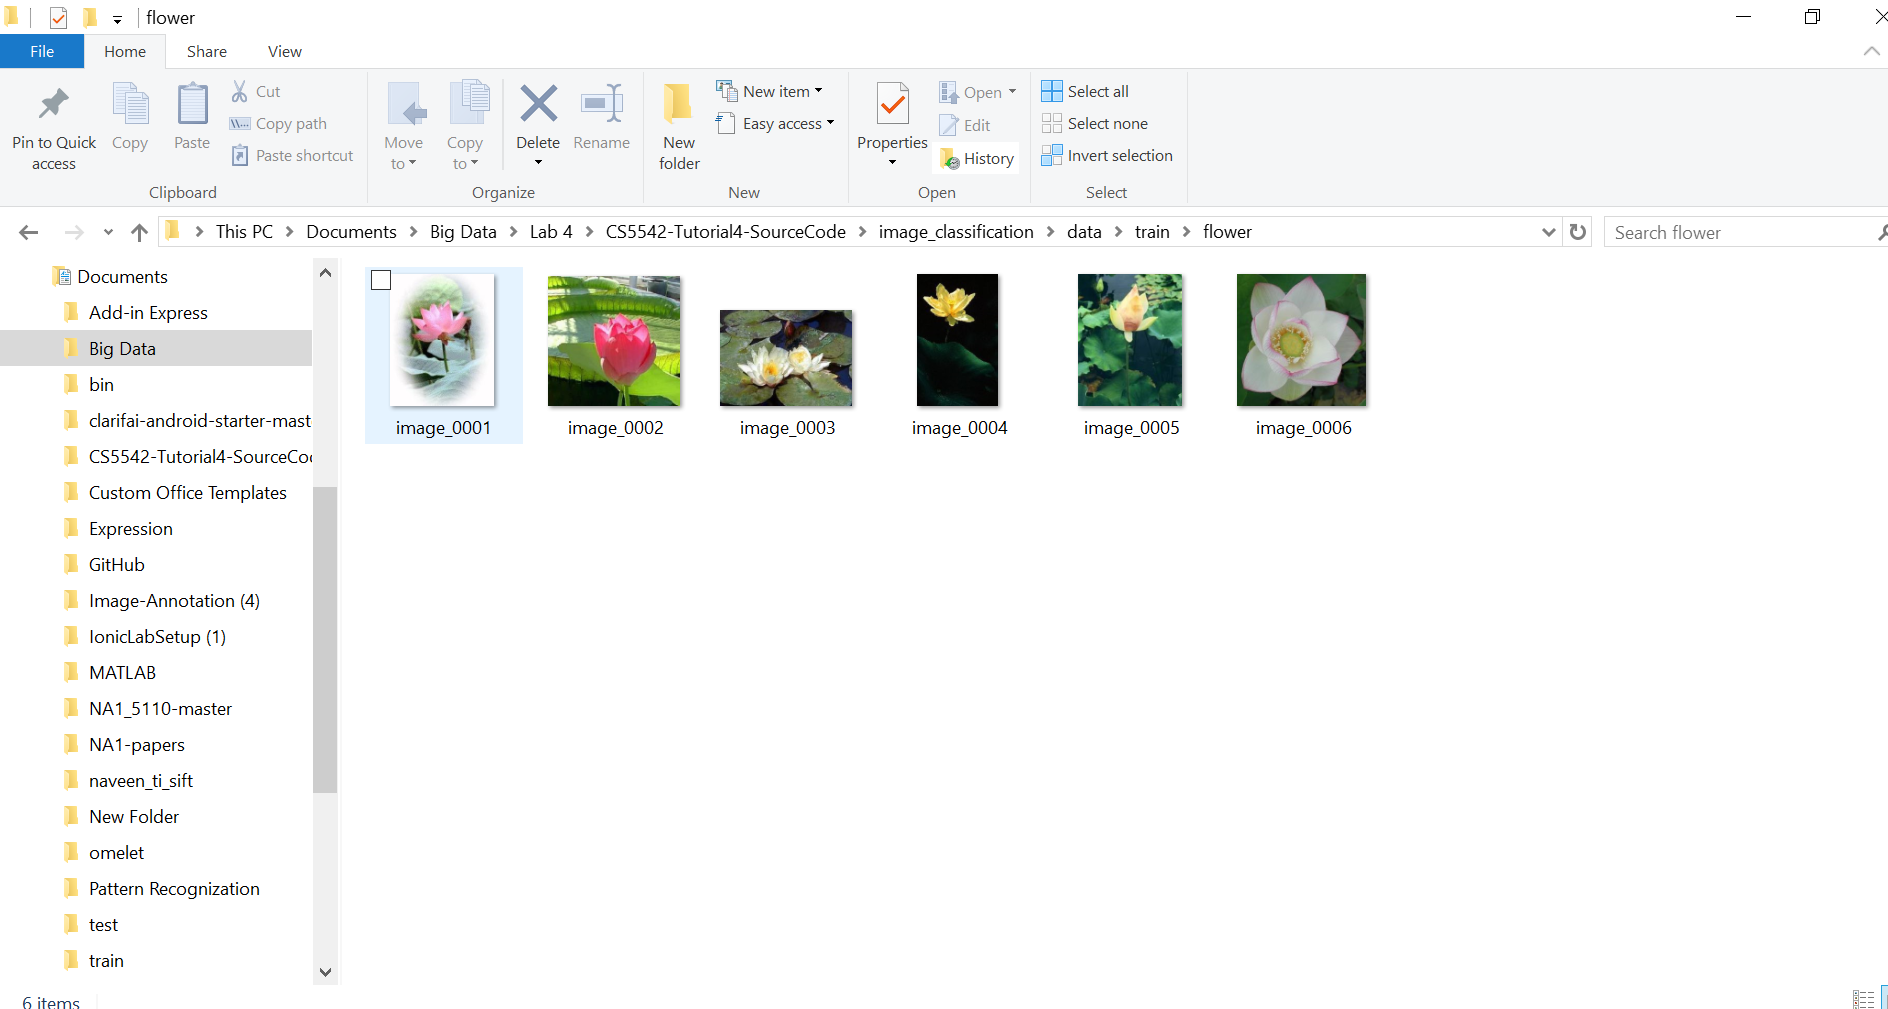 flower
File Home Share View
Pin to Quick access
Copy
Paste
Cut
Copy path
Paste shortcut
Clipboard
Move to
Copy to
Delete
Rename
Organize
New folder
New item
Easy access
New
Properties
Open
Edit
History
Open
Select all
Select none
Invert selection
Select
This PC Documents Big Data Lab 4 CS5542-Tutorial4-SourceCode image_classification data train flower
Search flower
Documents
Add-in Express
Big Data
bin
clarifai-android-starter-mast
CS5542-Tutorial4-SourceCo
Custom Office Templates
Expression
GitHub
Image-Annotation (4)
IonicLabSetup (1)
MATLAB
NA1_5110-master
NA1-papers
naveen_ti_sift
New Folder
omelet
Pattern Recognization
test
train
image_0001
image_0002
image_0003
image_0004
image_0005
image_0006
6 items